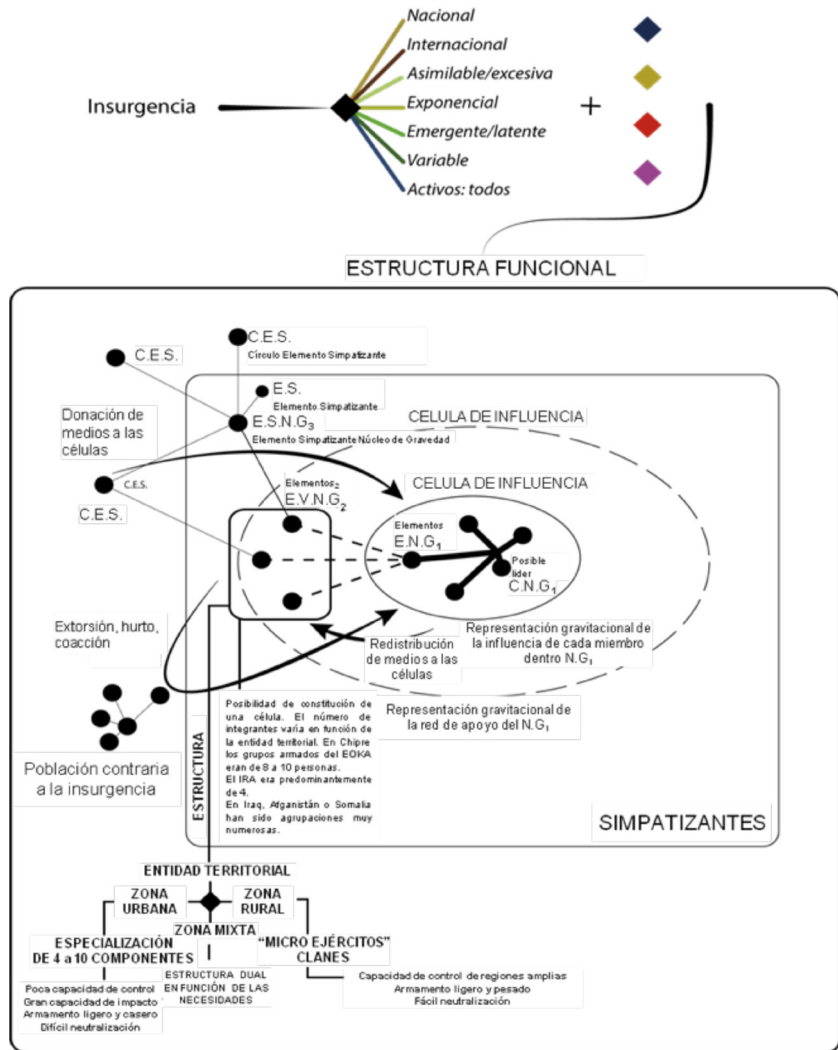 Insurgencia
Nacional
Internacional
Asimilable/excesiva
Exponencial
Emergente/latente
Variable
Activos: todos
+
ESTRUCTURA FUNCIONAL
C.E.S.
Círculo Elemento Simpatizante
C.E.S.
E.S.
Elemento Simpatizante
E.S.N.G3
Elemento Simpatizante Núcleo de Gravedad
Donación de
medios a las
células
C.E.S.
C.E.S.
CELULA DE INFLUENCIA
CELULA DE INFLUENCIA
Elementos2
E.V.N.G2
Elementos
E.N.G1
Posible
líder
C.N.G1
Extorsión, hurto,
coacción
Redistribución
de medios a las
células
Representación gravitacional de
la influencia de cada miembro
dentro N.G1
Representación gravitacional de
la red de apoyo del N.G1
Población contraria
a la insurgencia
ESTRUCTURA
Posibilidad de constitución de
una célula. El número de
integrantes varía en función de
la entidad territorial. En Chipre
los grupos armados del EOKA
eran de 8 a 10 personas.
El IRA era predominantemente
de 4.
En Iraq, Afganistán o Somalia
han sido agrupaciones muy
numerosas.
SIMPATIZANTES
ENTIDAD TERRITORIAL
ZONA
URBANA
ZONA
RURAL
ZONA MIXTA
ESPECIALIZACIÓN
DE 4 a 10 COMPONENTES
“MICRO EJÉRCITOS”
CLANES
ESTRUCTURA DUAL
EN FUNCIÓN DE LAS
NECESIDADES
Poca capacidad de control
Gran capacidad de impacto
Armamento ligero y casero
Difícil neutralización
Capacidad de control de regiones amplias
Armamento ligero y pesado
Fácil neutralización